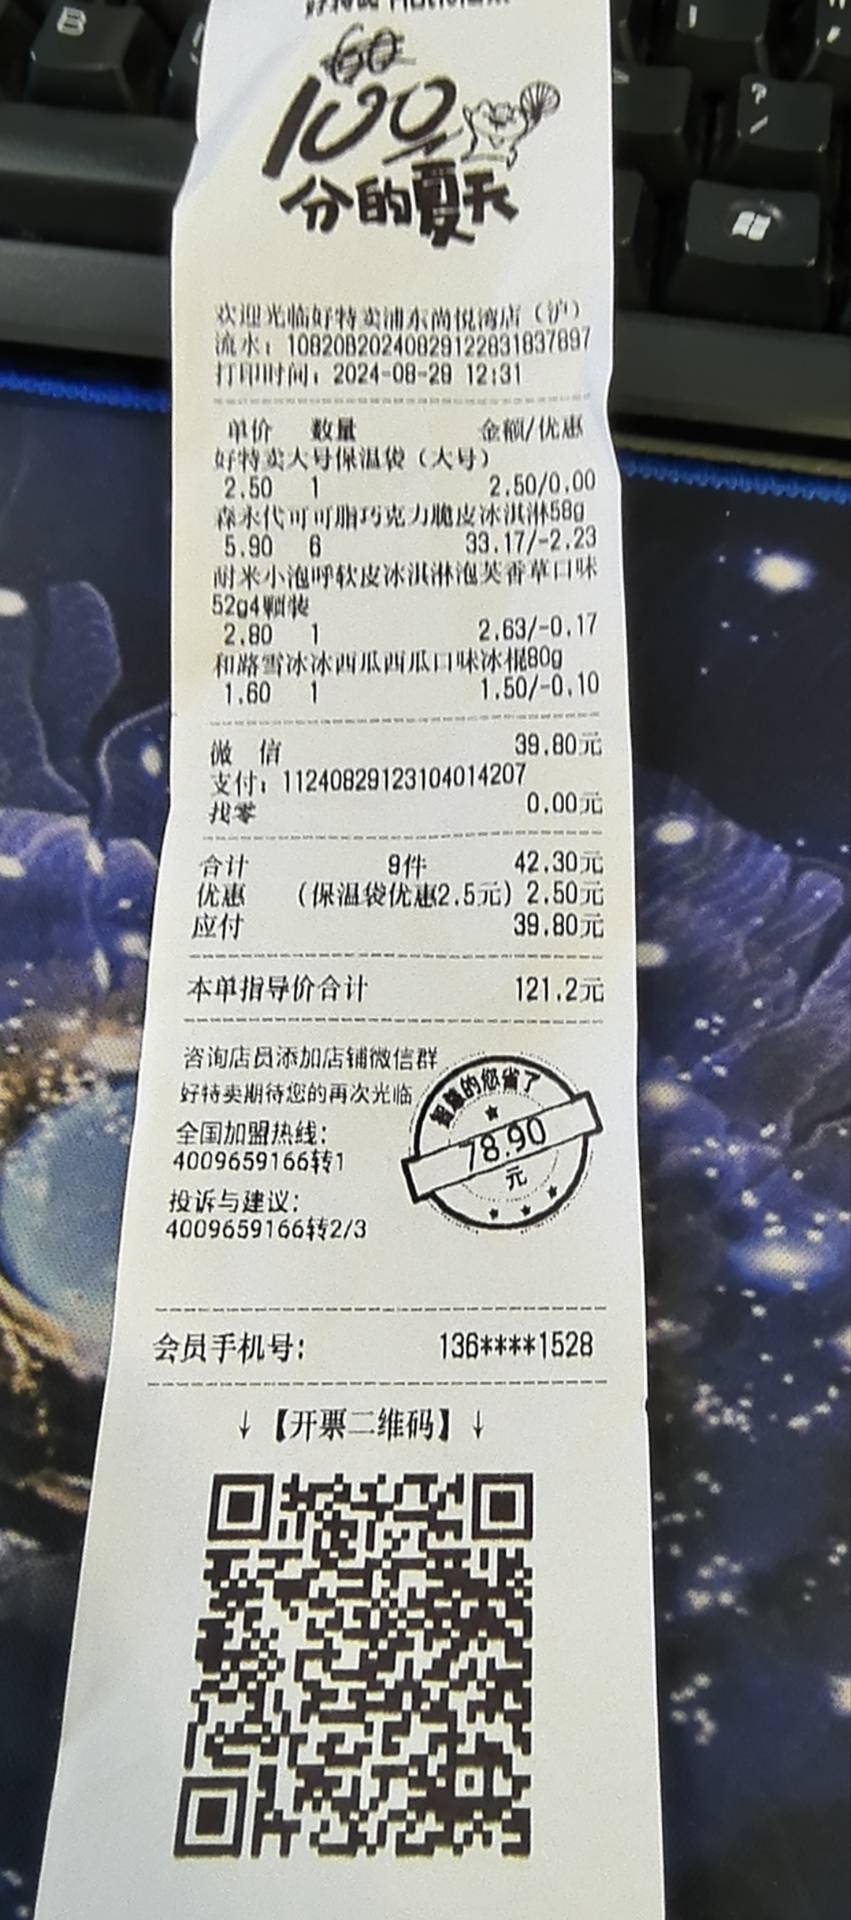 60
100
分的夏天
欢迎光临好特卖浦东尚悦湾店（沪）
流水：108208202408291228318378​97
打印时间：2024-08-29 12:31
单价 数量 金额/优惠
好特卖大号保温袋（大号）
2.50 1 2.50/0.00
森永代可可脂巧克力脆皮冰淇淋58g
5.90 6 33.17/-2.23
耐米小泡呼软皮冰淇淋泡芙香草口味
52g4颗装
2.80 1 2.63/-0.17
和路雪冰冰西瓜西瓜口味冰棍80g
1.60 1 1.50/-0.10
微 信 39.80元
支付：11240829123104014207
找零 0.00元
合计 9件 42.30元
优惠 （保温袋优惠2.5元）2.50元
应付 39.80元
本单指导价合计 121.2元
咨询店员添加店铺微信群
好特卖期待您的再次光临
全国加盟热线：
4009659166转1
投诉与建议：
4009659166转2/3
智慧的您省了
78.90
元
会员手机号： 136****1528
↓【开票二维码】↓
B
?
/